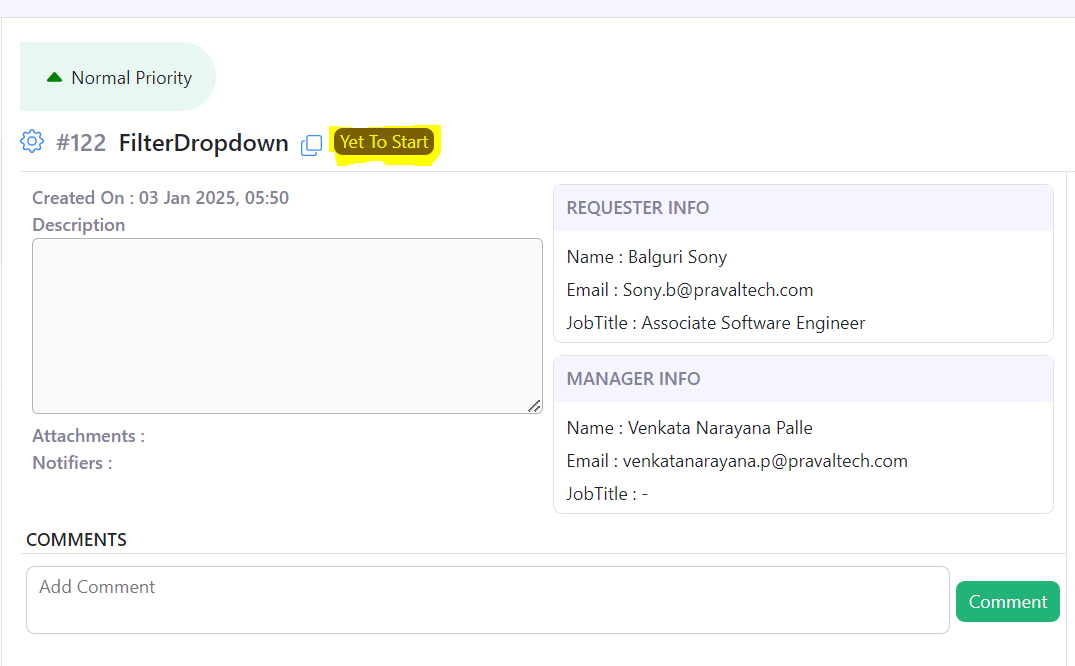 Normal Priority
#122 FilterDropdown Yet To Start
Created On : 03 Jan 2025, 05:50
Description
Attachments :
Notifiers :
REQUESTER INFO
Name : Balguri Sony
Email : Sony.b@pravaltech.com
JobTitle : Associate Software Engineer
MANAGER INFO
Name : Venkata Narayana Palle
Email : venkatanarayana.p@pravaltech.com
JobTitle : -
COMMENTS
Add Comment
Comment